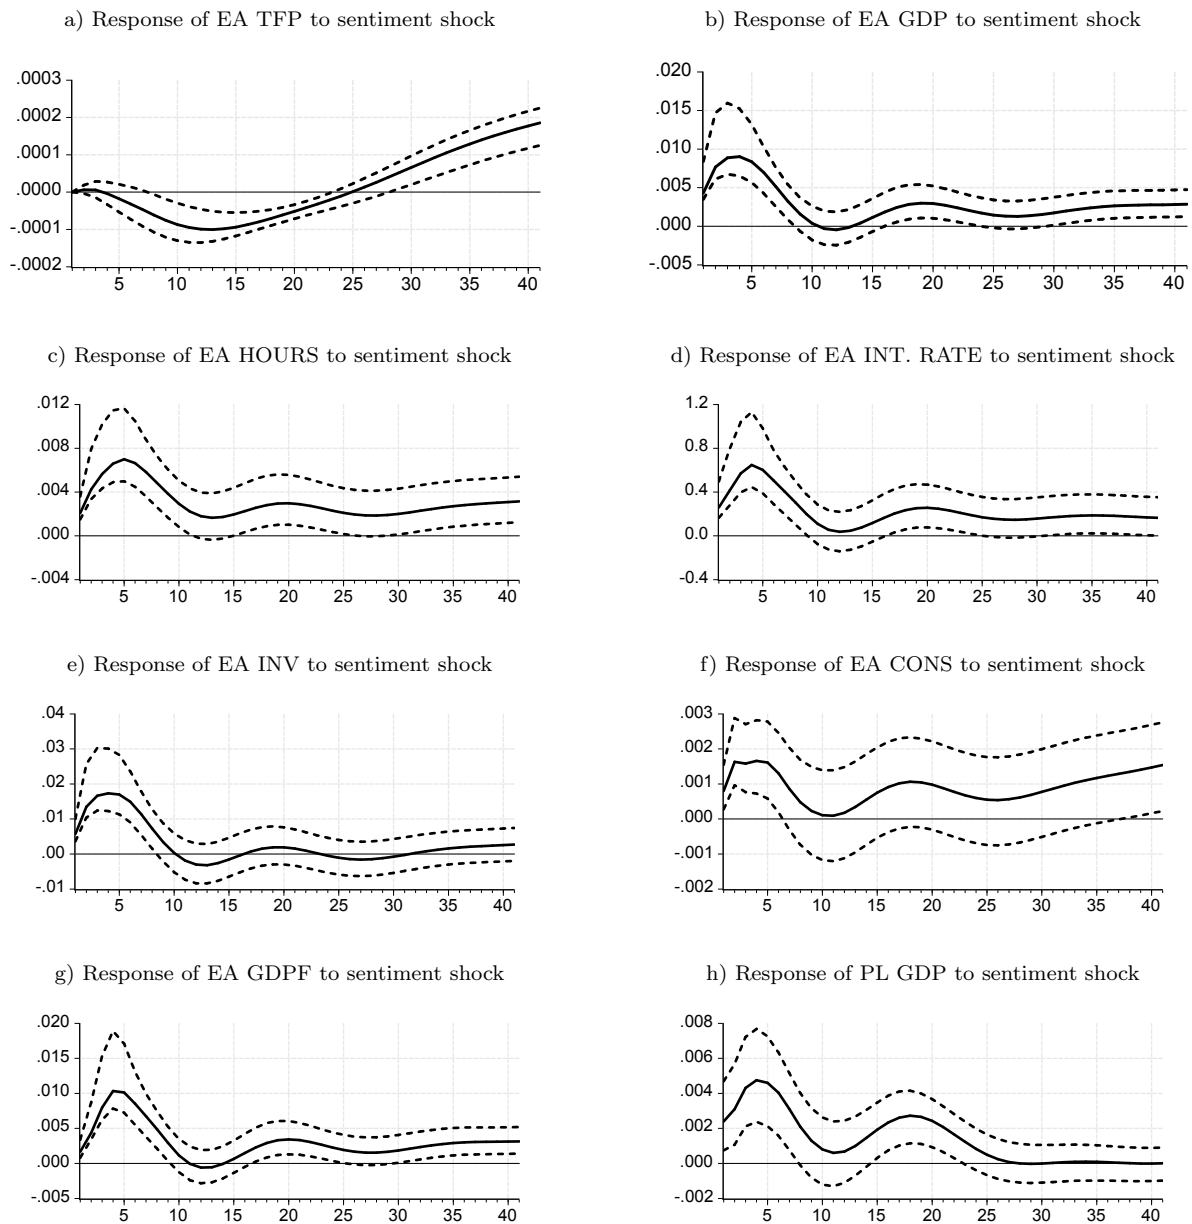 a) Response of EA TFP to sentiment shock
.0003
.0002
.0001
.0000
-.0001
-.0002
5 10 15 20 25 30 35 40
b) Response of EA GDP to sentiment shock
.020
.015
.010
.005
.000
-.005
5 10 15 20 25 30 35 40
c) Response of EA HOURS to sentiment shock
.012
.008
.004
.000
-.004
5 10 15 20 25 30 35 40
d) Response of EA INT. RATE to sentiment shock
1.2
0.8
0.4
0.0
-0.4
5 10 15 20 25 30 35 40
e) Response of EA INV to sentiment shock
.04
.03
.02
.01
.00
-.01
5 10 15 20 25 30 35 40
f) Response of EA CONS to sentiment shock
.003
.002
.001
.000
-.001
-.002
5 10 15 20 25 30 35 40
g) Response of EA GDPF to sentiment shock
.020
.015
.010
.005
.000
-.005
5 10 15 20 25 30 35 40
h) Response of PL GDP to sentiment shock
.008
.006
.004
.002
.000
-.002
5 10 15 20 25 30 35 40